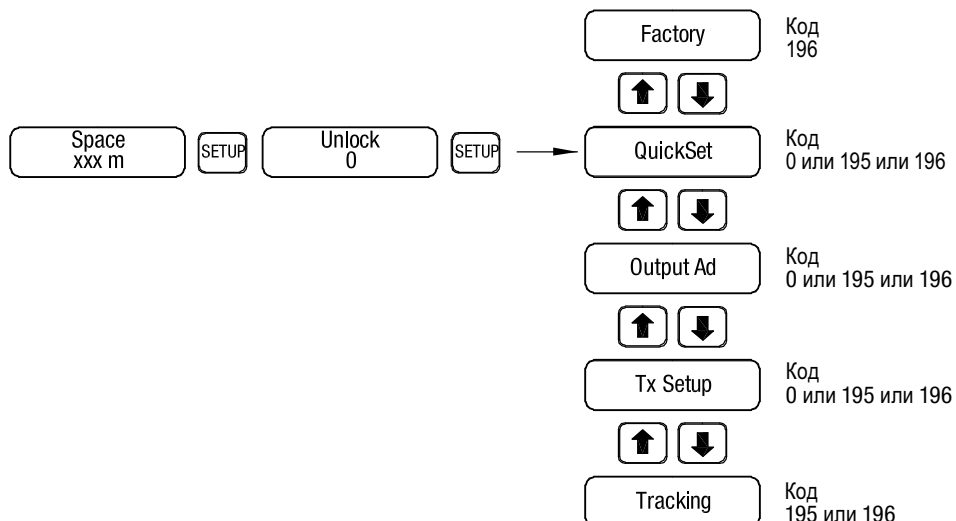 Factory
Код
196
Space
xxx m
SETUP
Unlock
0
SETUP
QuickSet
Код
0 или 195 или 196
Output Ad
Код
0 или 195 или 196
Tx Setup
Код
0 или 195 или 196
Tracking
Код
195 или 196